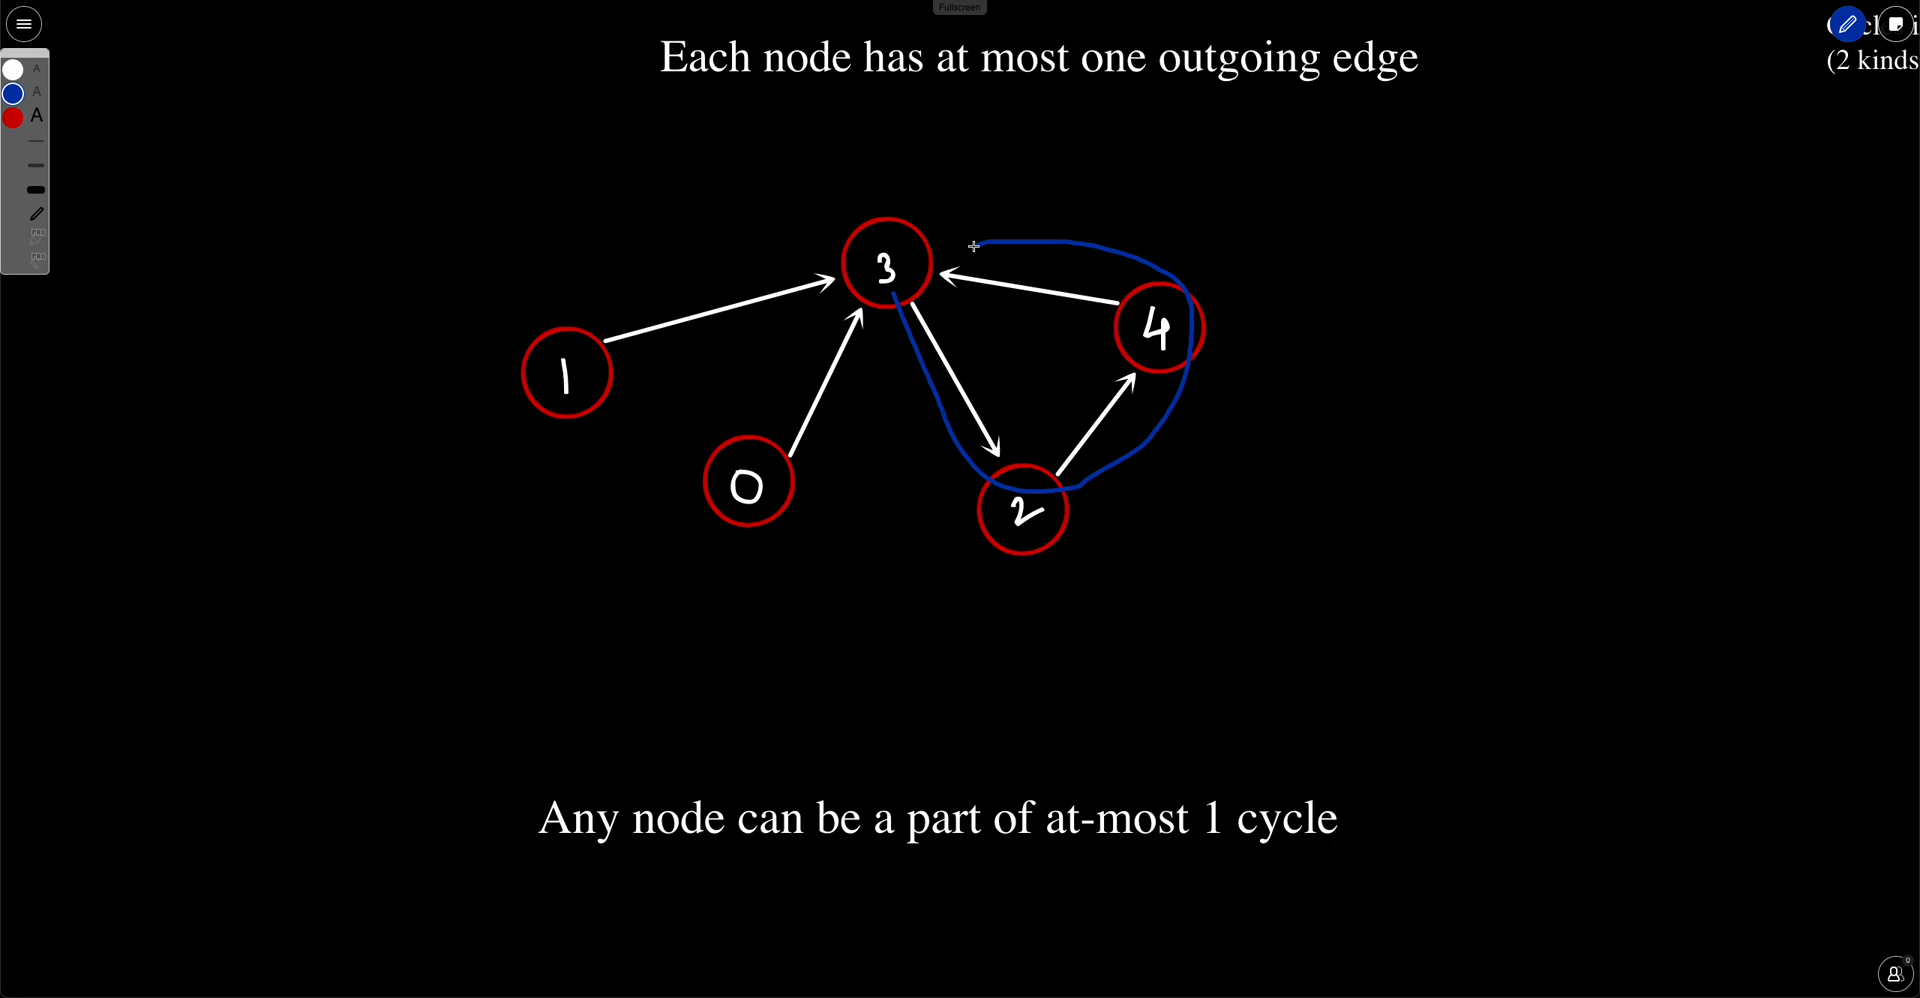 Fullscreen
Each node has at most one outgoing edge
(2 kinds
A
A
A
3
4
1
0
2
Any node can be a part of at-most 1 cycle
0